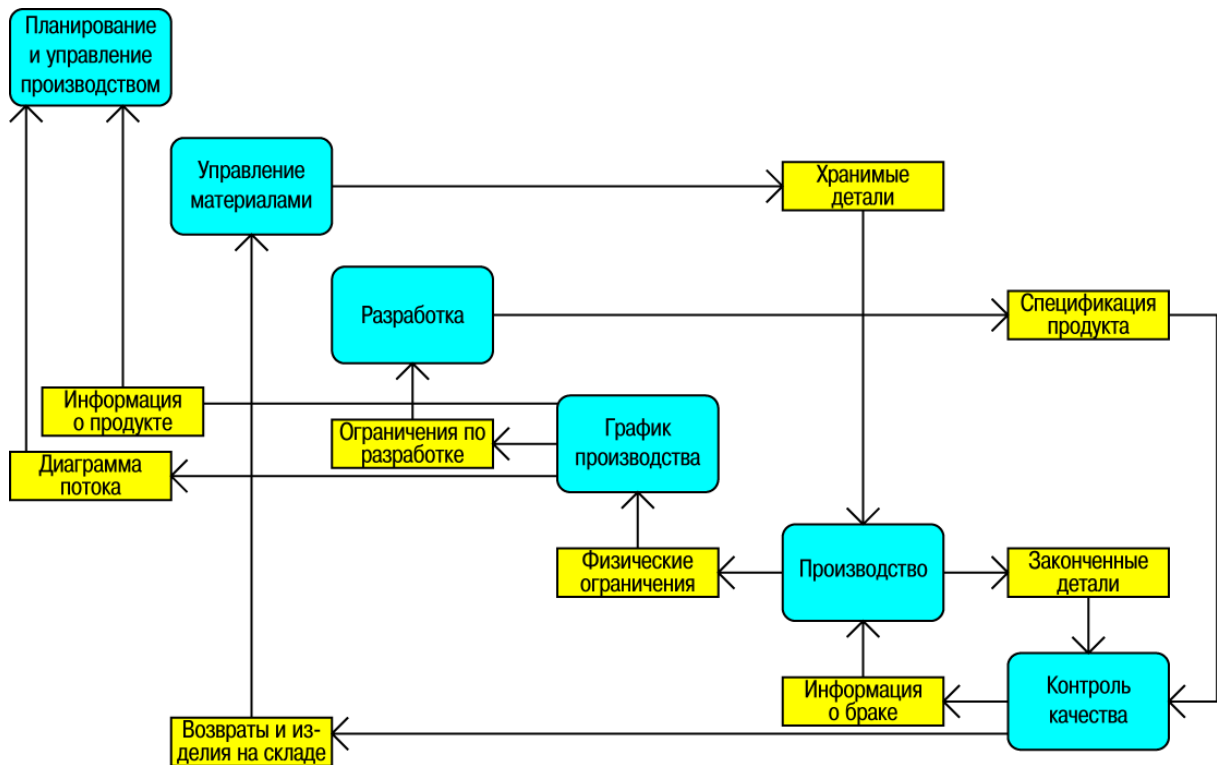 Планирование
и управление
производством
Управление
материалами
Хранимые
детали
Разработка
Спецификация
продукта
Информация
о продукте
Ограничения по
разработке
График
производства
Диаграмма
потока
Физические
ограничения
Производство
Законченные
детали
Информация
о браке
Контроль
качества
Возвраты и из-
делия на складе